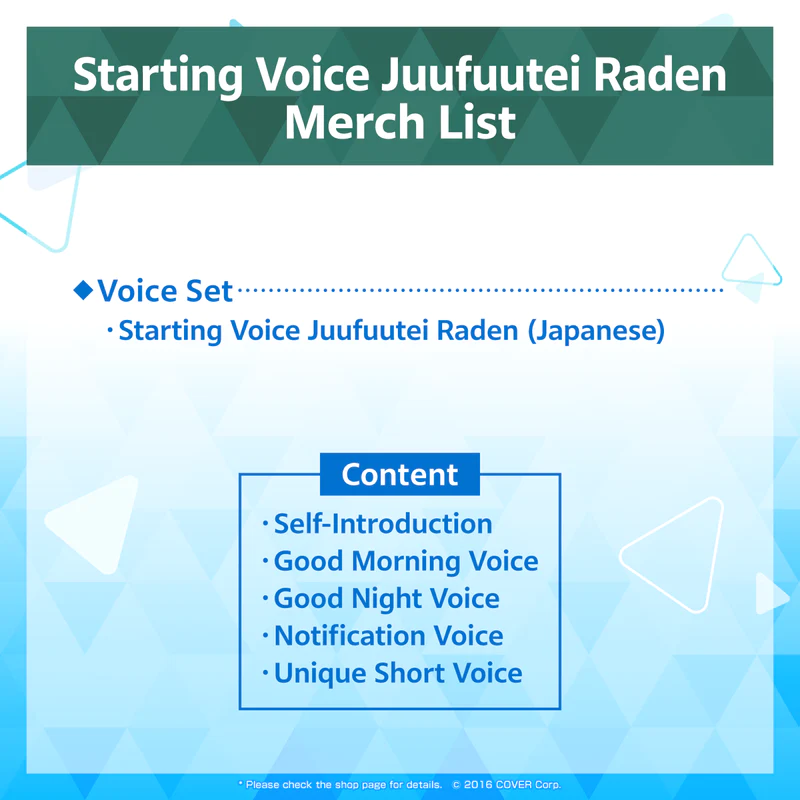 Starting Voice Juufuutei Raden
Merch List
◆Voice Set
・Starting Voice Juufuutei Raden (Japanese)
Content
・Self-Introduction
・Good Morning Voice
・Good Night Voice
・Notification Voice
・Unique Short Voice
* Please check the shop page for details. © 2016 COVER Corp.